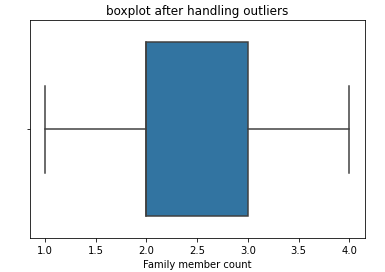 boxplot after handling outliers
1.0 1.5 2.0 2.5 3.0 3.5 4.0
Family member count